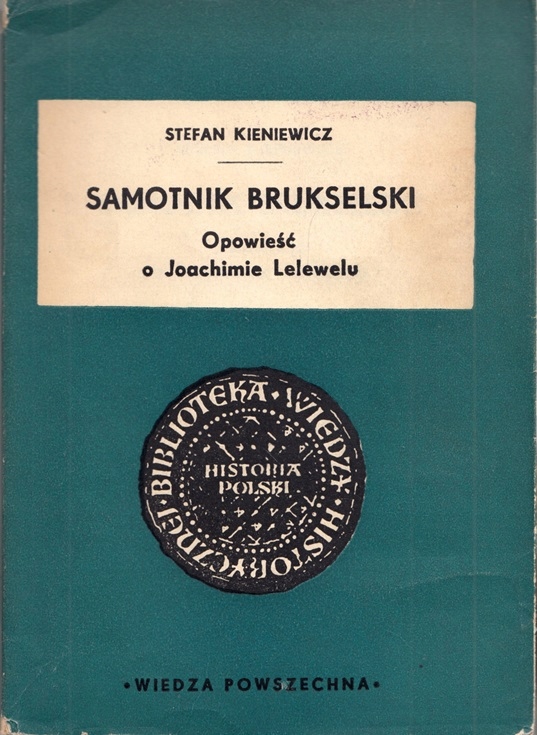 STEFAN KIENIEWICZ
SAMOTNIK BRUKSELSKI
Opowieść
o Joachimie Lelewelu
BIBLIOTEKA · WIEDZY · HISTORYCZNEJ ·
HISTORIA
POLSKI
•WIEDZA POWSZECHNA•